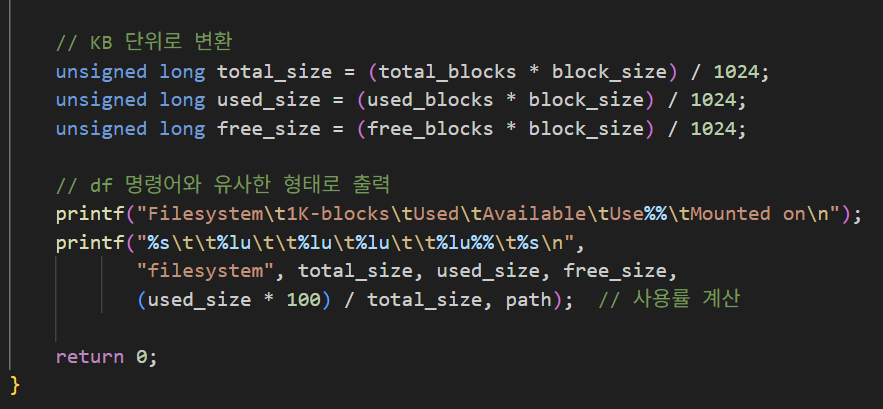 // KB 단위로 변환
unsigned long total_size = (total_blocks * block_size) / 1024;
unsigned long used_size = (used_blocks * block_size) / 1024;
unsigned long free_size = (free_blocks * block_size) / 1024;
// df 명령어와 유사한 형태로 출력
printf("Filesystem\t1K-blocks\tUsed\tAvailable\tUse%%\tMounted on\n");
printf("%s\t\t%lu\t\t%lu\t%lu\t\t%lu%%\t%s\n",
"filesystem", total_size, used_size, free_size,
(used_size * 100) / total_size, path);  // 사용률 계산
return 0;
}